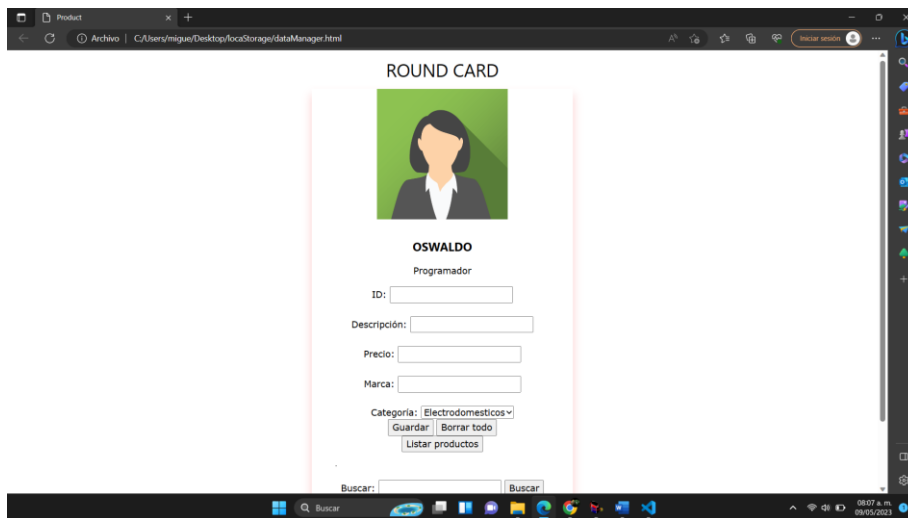 Product
Archivo | C:/Users/migue/Desktop/locaStorage/dataManager.html
Iniciar sesión
ROUND CARD
OSWALDO
Programador
ID:
Descripción:
Precio:
Marca:
Categoría: Electrodomesticos
Guardar Borrar todo
Listar productos
.
Buscar: Buscar
Buscar
08:07 a. m.
09/05/2023